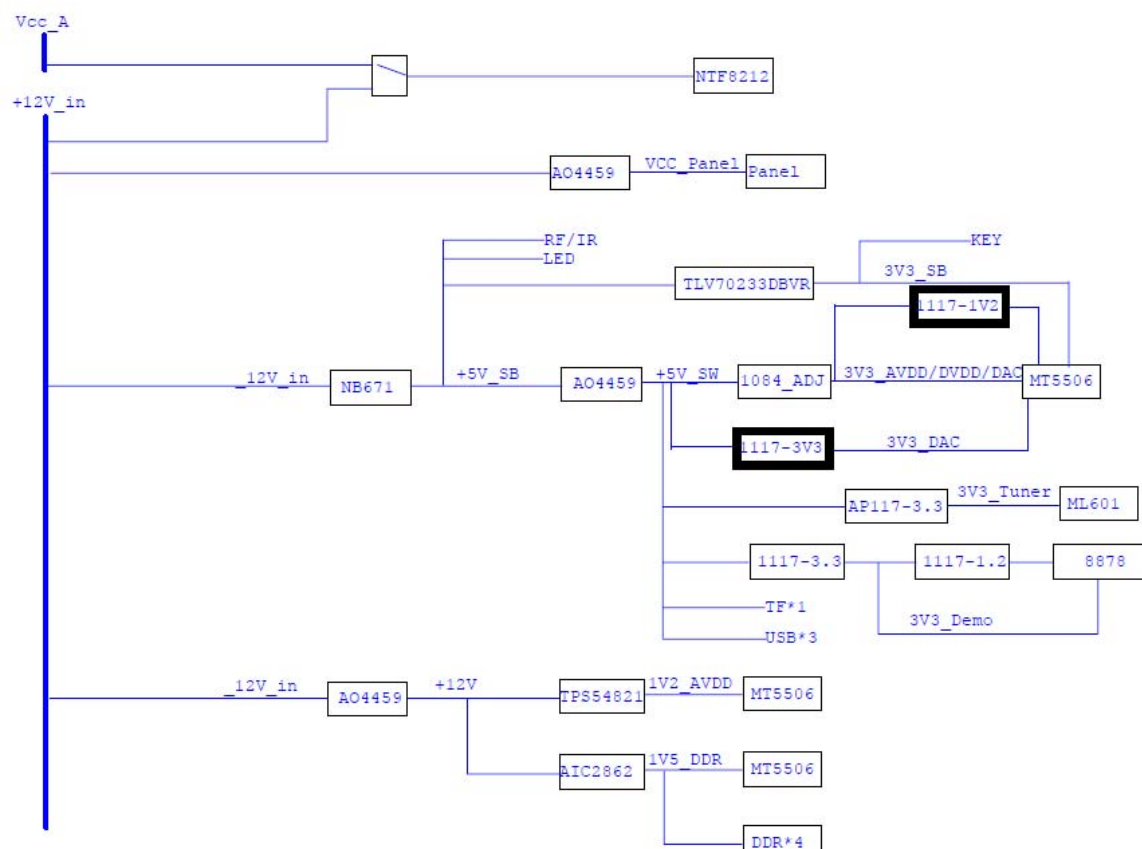 Vcc_A
NTF8212
+12V_in
AO4459
VCC_Panel
Panel
RF/IR
KEY
LED
3V3_SB
TLV70233DBVR
1117-1V2
_12V_in
NB671
+5V_SB
AO4459
+5V_SW
1084_ADJ
3V3_AVDD/DVDD/DAC
MT5506
1117-3V3
3V3_DAC
AP117-3.3
3V3_Tuner
ML601
1117-3.3
1117-1.2
8878
TF*1
3V3_Demo
USB*3
_12V_in
AO4459
+12V
TPS54821
1V2_AVDD
MT5506
AIC2862
1V5_DDR
MT5506
DDR*4